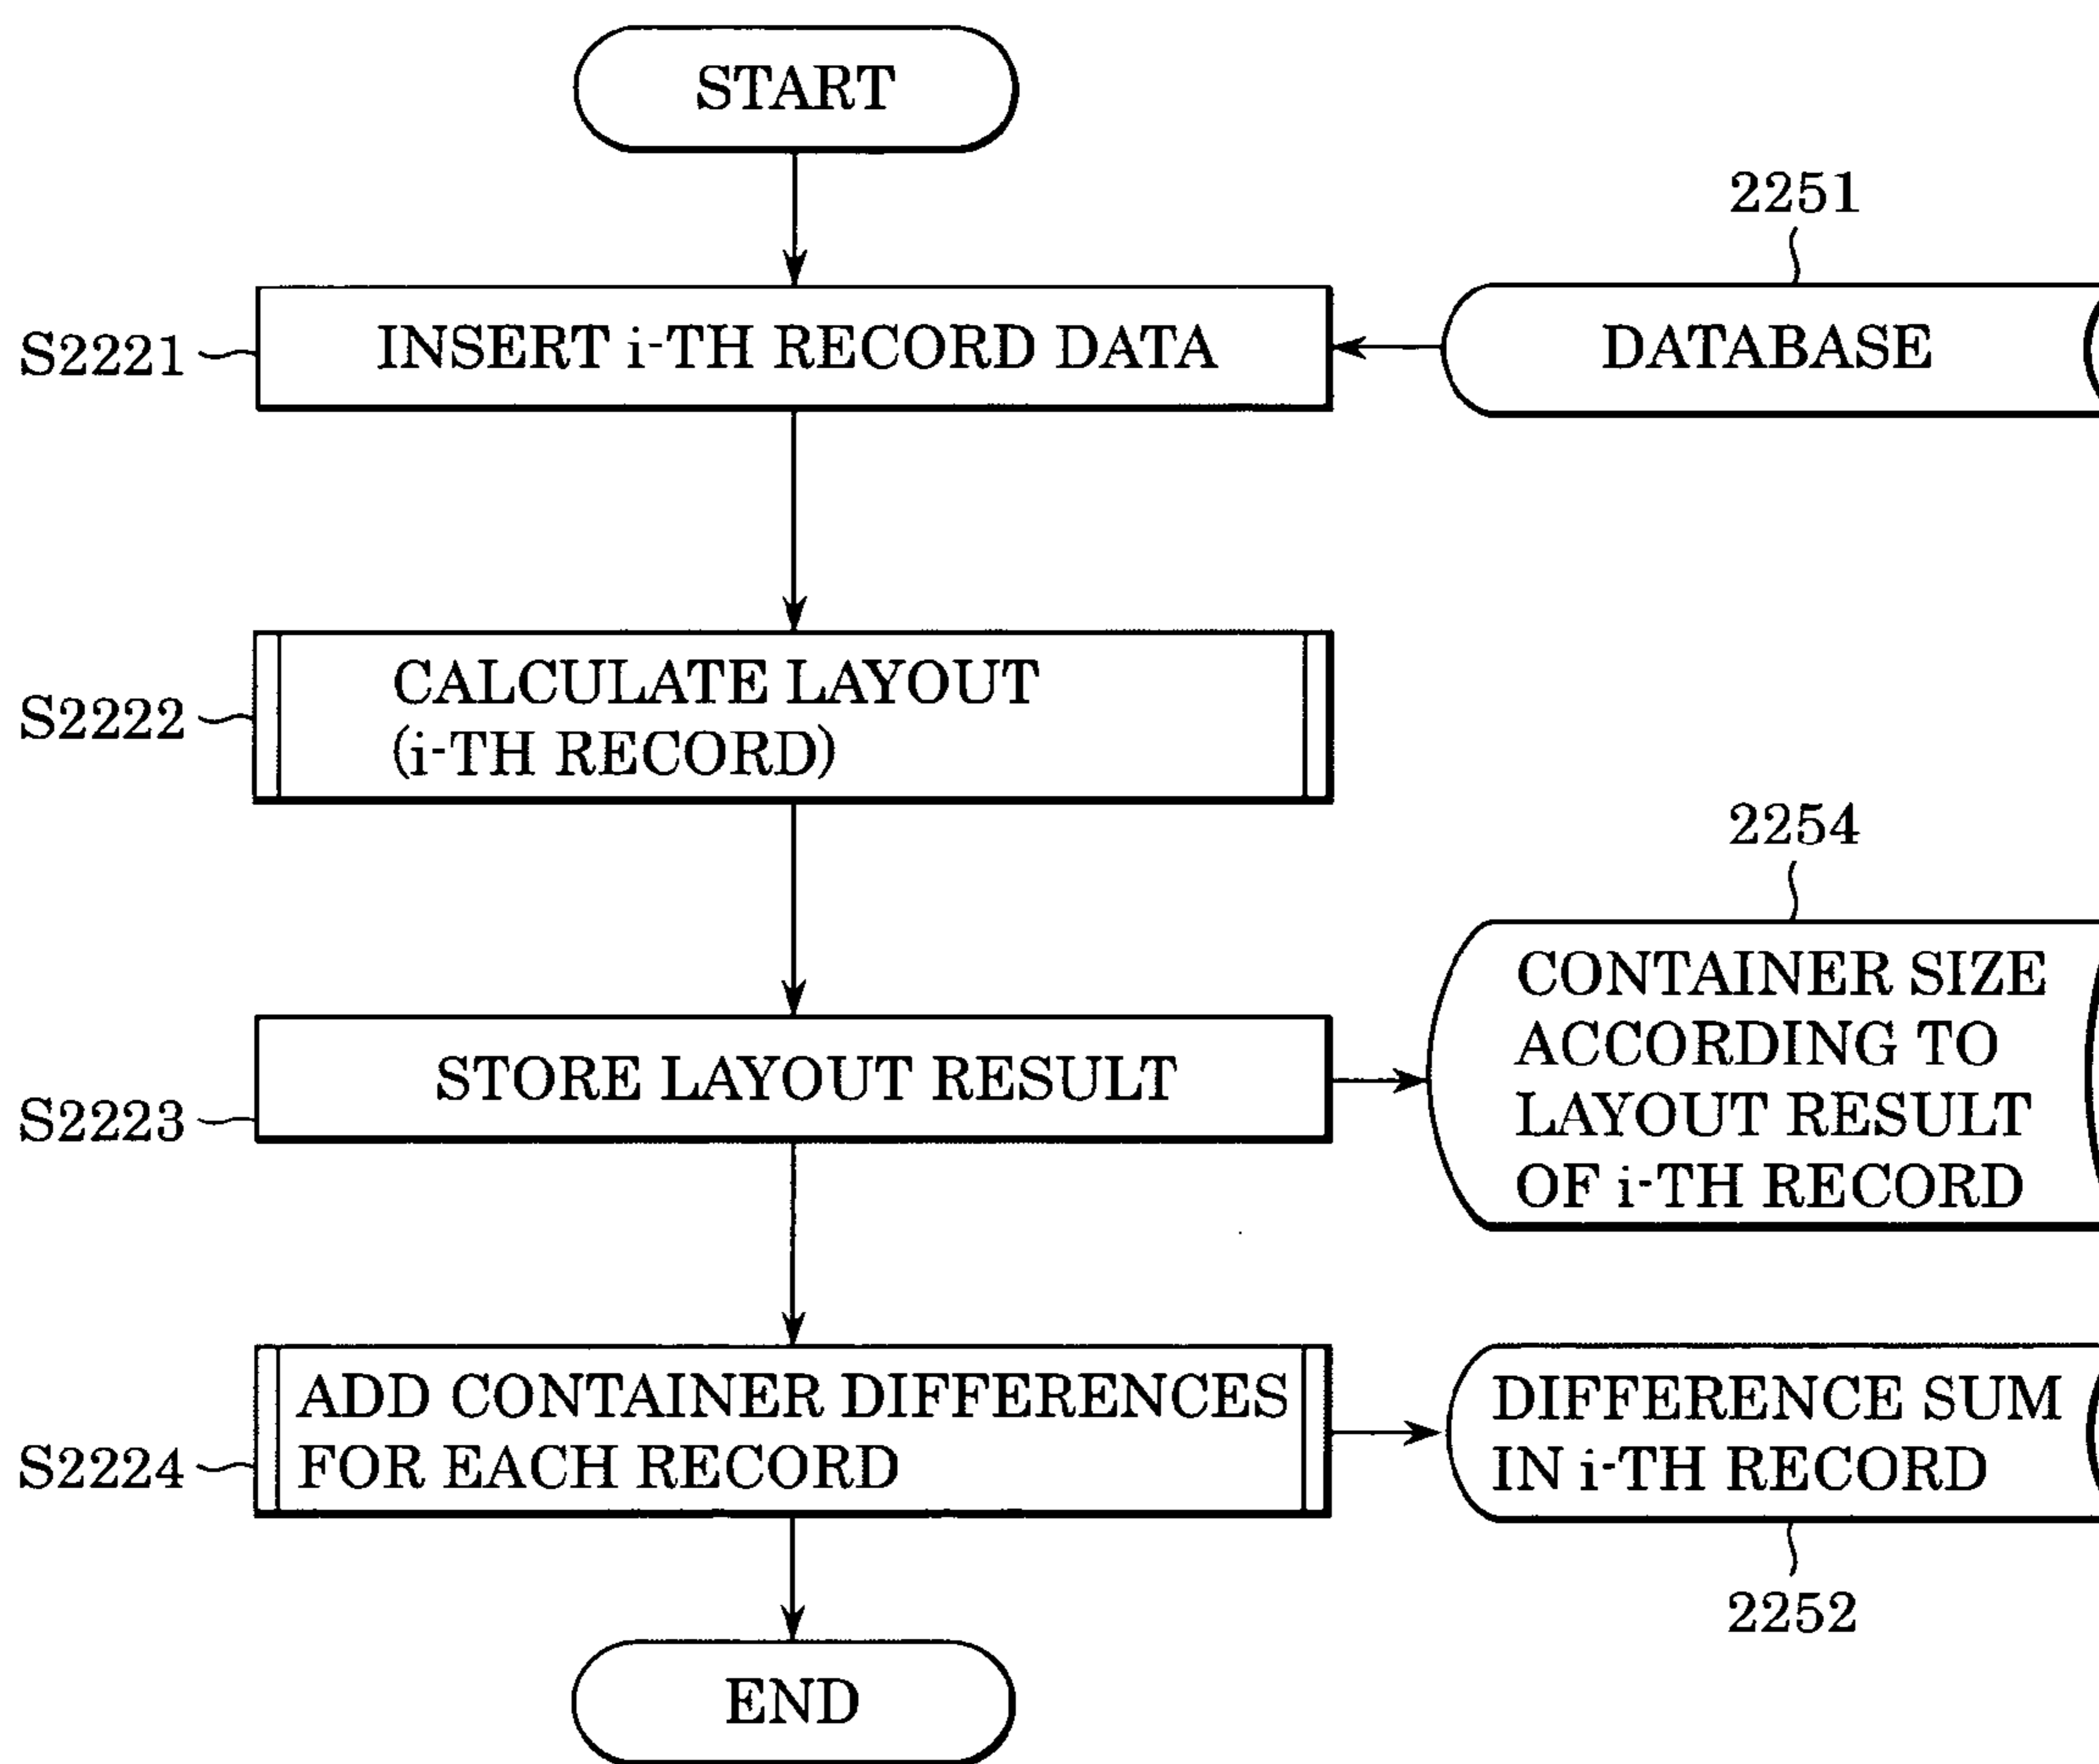 START
2251
S2221
INSERT i-TH RECORD DATA
DATABASE
S2222
CALCULATE LAYOUT
(i-TH RECORD)
2254
S2223
STORE LAYOUT RESULT
CONTAINER SIZE
ACCORDING TO
LAYOUT RESULT
OF i-TH RECORD
S2224
ADD CONTAINER DIFFERENCES
FOR EACH RECORD
DIFFERENCE SUM
IN i-TH RECORD
2252
END